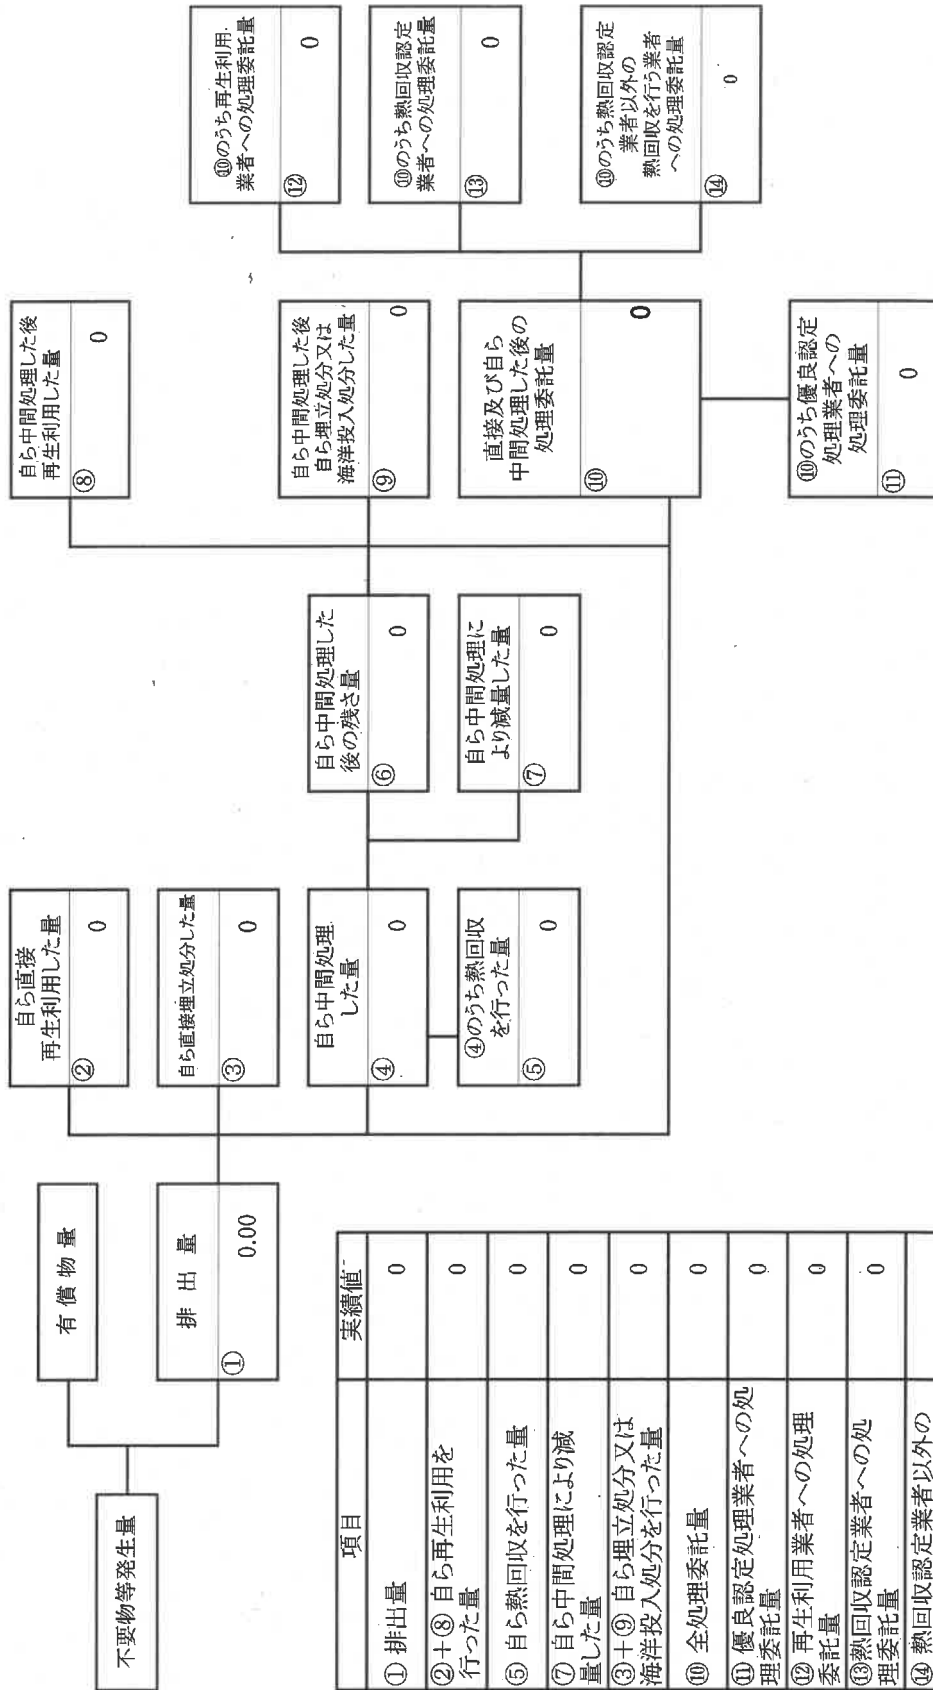 不要物等発生量
有償物量
排出量
①
0.00
自ら直接
再生利用した量
②
0
自ら直接埋立処分した量
③
0
自ら中間処理
した量
④
0
④のうち熱回収
を行った量
⑤
0
自ら中間処理した
後の残さ量
⑥
0
自ら中間処理に
より減量した量
⑦
0
自ら中間処理した後
再生利用した量
⑧
0
自ら中間処理した後
自ら埋立処分又は
海洋投入処分した量
⑨
0
直接及び自ら
中間処理した後の
処理委託量
⑩
0
⑩のうち優良認定
処理業者への
処理委託量
⑪
0
⑩のうち再生利用
業者への処理委託量
⑫
0
⑩のうち熱回収認定
業者への処理委託量
⑬
0
⑩のうち熱回収認定
業者以外の
熱回収を行う業者
への処理委託量
⑭
0
項目 実績値
①排出量 0
②+⑧ 自ら再生利用を
行った量 0
⑤ 自ら熱回収を行った量 0
⑦ 自ら中間処理により減
量した量 0
③+⑨ 自ら埋立処分又は
海洋投入処分を行った量 0
⑩ 全処理委託量 0
⑪ 優良認定処理業者への処
理委託量 0
⑫ 再生利用業者への処理
委託量 0
⑬熱回収認定業者への処
理委託量 0
⑭ 熱回収認定業者以外の